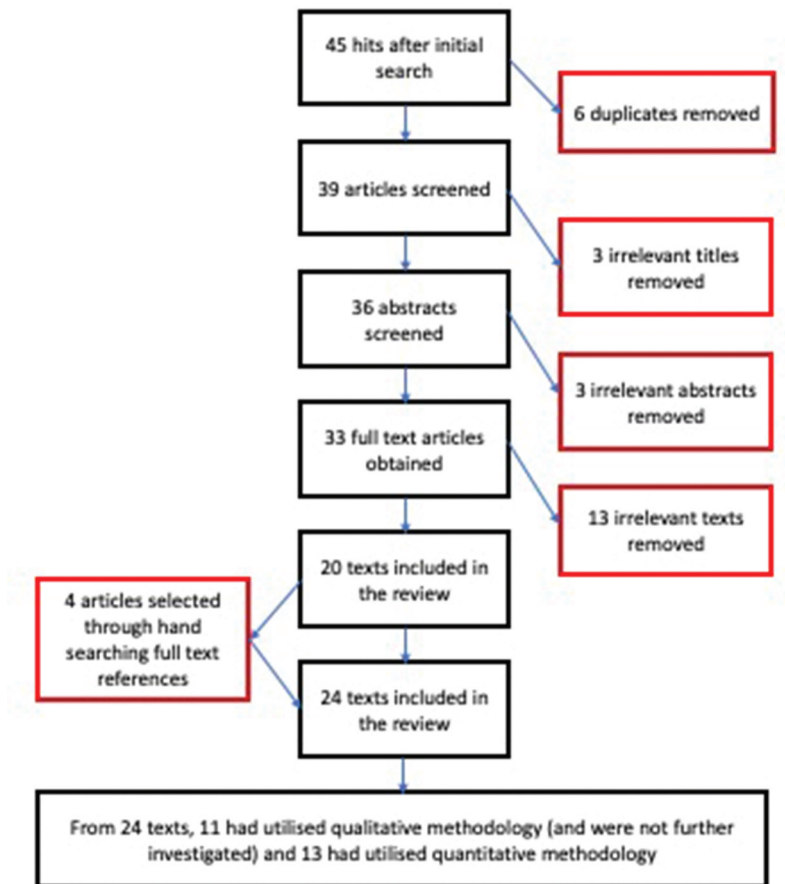 45 hits after initial
search
6 duplicates removed
39 articles screened
3 irrelevant titles
removed
36 abstracts
screened
3 irrelevant abstracts
removed
33 full text articles
obtained
13 irrelevant texts
removed
20 texts included in
the review
4 articles selected
through hand
searching full text
references
24 texts included in
the review
From 24 texts, 11 had utilised qualitative methodology (and were not further
investigated) and 13 had utilised quantitative methodology